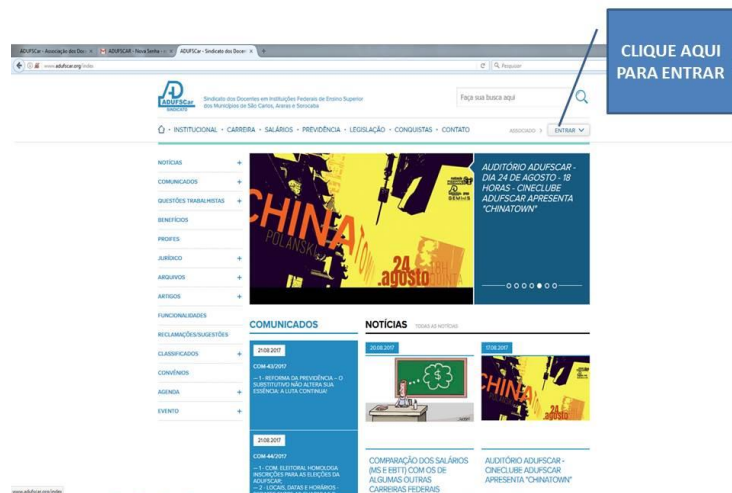 ADUFSCar - Associação dos Doc
ADUFSCAR - Nova Senha
ADUFSCar - Sindicato dos Docen
www.adufscar.org/index
Pesquisar
CLIQUE AQUI
PARA ENTRAR
ADUFSCar
SINDICATO
Sindicato dos Docentes em Instituições Federais de Ensino Superior
dos Municípios de São Carlos, Araras e Sorocaba
Faça sua busca aqui
INSTITUCIONAL • CARREIRA • SALÁRIOS • PREVIDÊNCIA • LEGISLAÇÃO • CONQUISTAS • CONTATO
ASSOCIADO
ENTRAR
NOTÍCIAS +
COMUNICADOS +
QUESTÕES TRABALHISTAS +
BENEFÍCIOS
PROIFES
JURÍDICO +
ARQUIVOS +
ARTIGOS +
FUNCIONALIDADES
RECLAMAÇÕES/SUGESTÕES
CLASSIFICADOS +
CONVÊNIOS
AGENDA +
EVENTO +
CHINATOWN
POLANSKI
24
.agosto
QUINTA
AUDITÓRIO ADUFSCAR -
DIA 24 DE AGOSTO - 18
HORAS - CINECLUBE
ADUFSCAR APRESENTA
"CHINATOWN"
COMUNICADOS
21.08.2017
COM-43/2017
– 1 - REFORMA DA PREVIDÊNCIA – O
SUBSTITUTIVO NÃO ALTERA SUA
ESSÊNCIA: A LUTA CONTINUA!
21.08.2017
COM-44/2017
– 1 - COM. ELEITORAL HOMOLOGA
INSCRIÇÕES PARA AS ELEIÇÕES DA
ADUFSCAR;
– 2 - LOCAIS, DATAS E HORÁRIOS -
NOTÍCIAS
TODAS AS NOTÍCIAS
20.08.2017
COMPARAÇÃO DOS SALÁRIOS
(MS E EBTT) COM OS DE
ALGUMAS OUTRAS
CARREIRAS FEDERAIS
17.08.2017
CHINA
24
.agosto
AUDITÓRIO ADUFSCAR -
CINECLUBE ADUFSCAR
APRESENTA "CHINATOWN"
www.adufscar.org/index